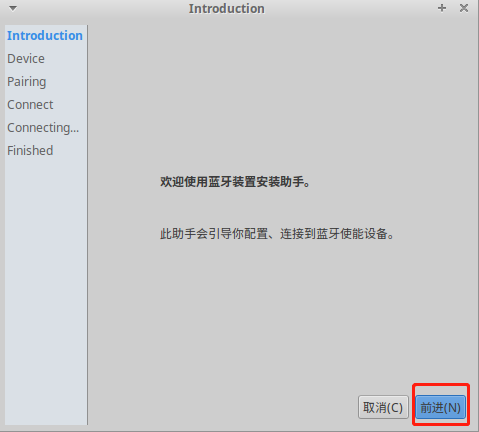 Introduction
Introduction
Device
Pairing
Connect
Connecting...
Finished
欢迎使用蓝牙装置安装助手。
此助手会引导你配置、连接到蓝牙使能设备。
取消(C)
前进(N)